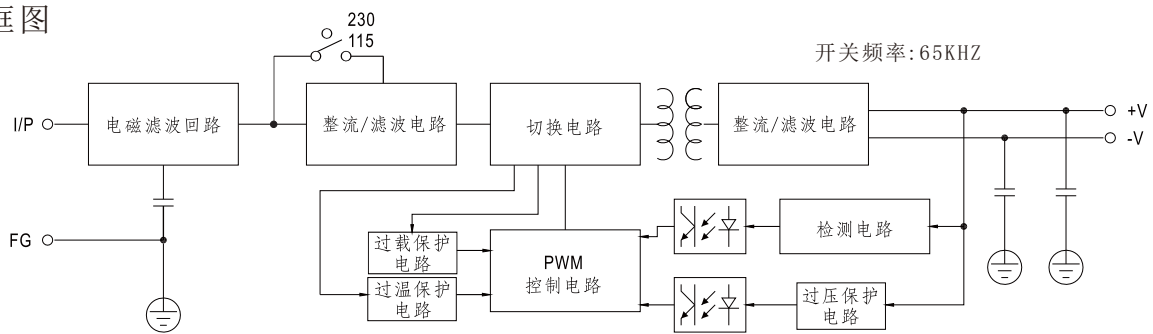 框图
230
115
开关频率:65KHZ
I/P
电磁滤波回路
整流/滤波电路
切换电路
整流/滤波电路
+V
-V
FG
过载保护
电路
过温保护
电路
PWM
控制电路
检测电路
过压保护
电路